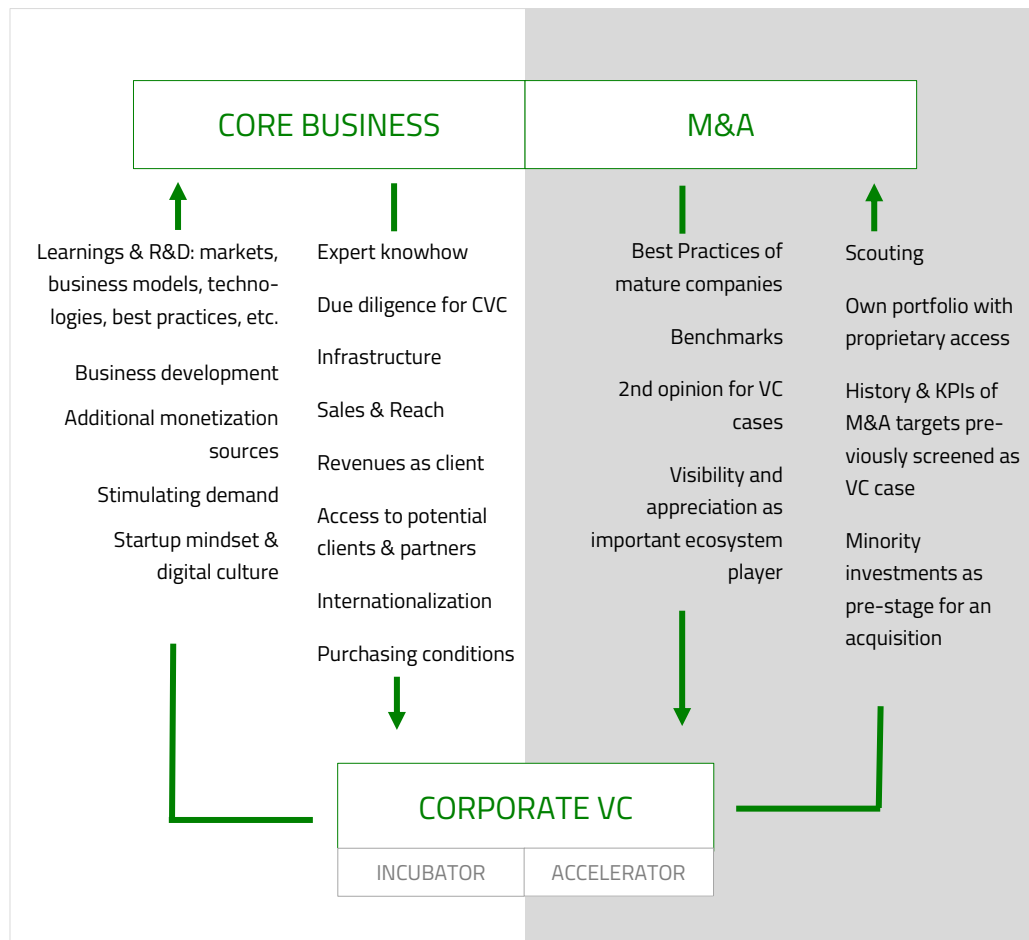 CORE BUSINESS
M&A
Learnings & R&D: markets,
business models, techno-
logies, best practices, etc.
Business development
Additional monetization
sources
Stimulating demand
Startup mindset &
digital culture
Expert knowhow
Due diligence for CVC
Infrastructure
Sales & Reach
Revenues as client
Access to potential
clients & partners
Internationalization
Purchasing conditions
Best Practices of
mature companies
Benchmarks
2nd opinion for VC
cases
Visibility and
appreciation as
important ecosystem
player
Scouting
Own portfolio with
proprietary access
History & KPIs of
M&A targets pre-
viously screened as
VC case
Minority
investments as
pre-stage for an
acquisition
CORPORATE VC
INCUBATOR
ACCELERATOR